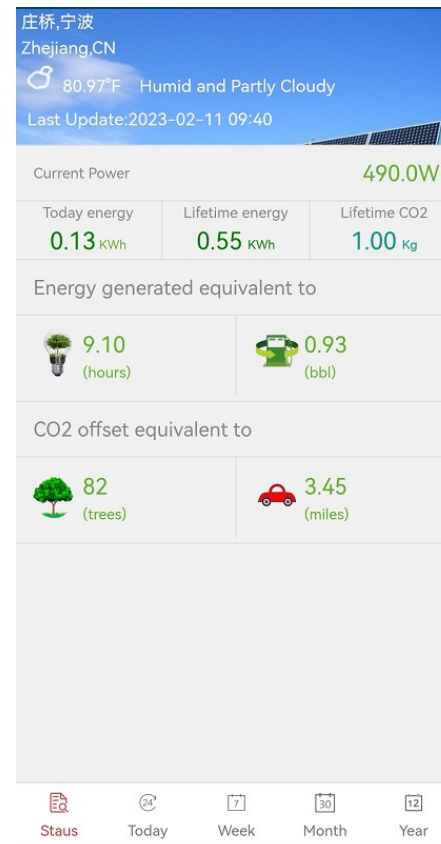 庄桥,宁波
Zhejiang,CN
80.97°F Humid and Partly Cloudy
Last Update:2023-02-11 09:40
Current Power 490.0W
Today energy Lifetime energy Lifetime CO2
0.13 KWh 0.55 KWh 1.00 Kg
Energy generated equivalent to
9.10 0.93
(hours) (bbl)
CO2 offset equivalent to
82 3.45
(trees) (miles)
24 7 30 12
Staus Today Week Month Year